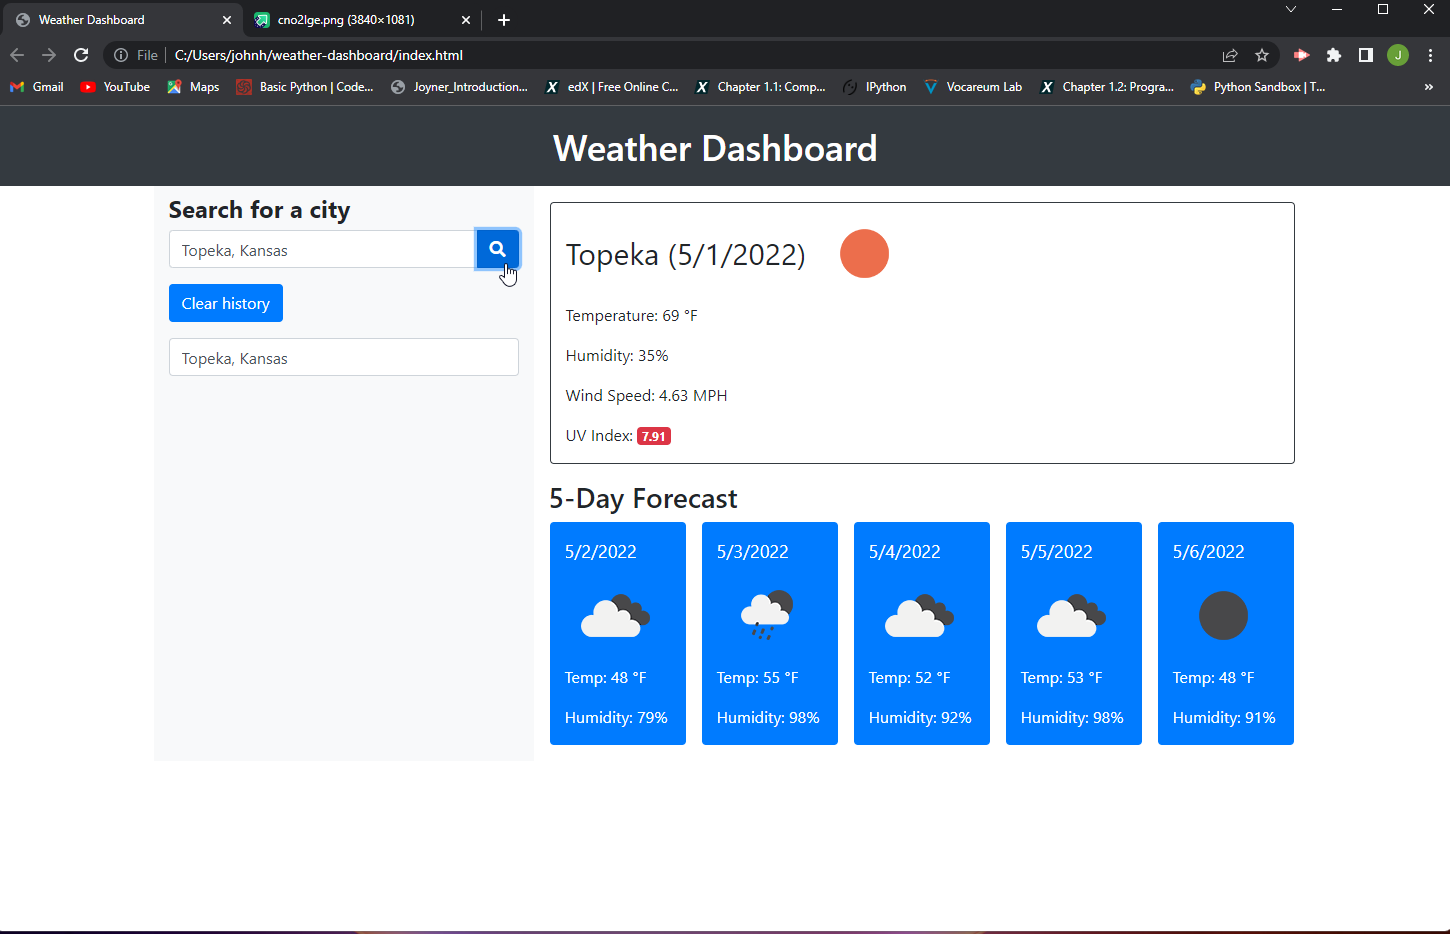 Weather Dashboard
cno2lge.png (3840×1081)
File
C:/Users/johnh/weather-dashboard/index.html
J
Gmail
YouTube
Maps
Basic Python | Code...
Joyner_Introduction...
edX | Free Online C...
Chapter 1.1: Comp...
IPython
Vocareum Lab
Chapter 1.2: Progra...
Python Sandbox | T...
»
Weather Dashboard
Search for a city
Topeka, Kansas
Clear history
Topeka, Kansas
Topeka (5/1/2022)
Temperature: 69 °F
Humidity: 35%
Wind Speed: 4.63 MPH
UV Index: 7.91
5-Day Forecast
5/2/2022
Temp: 48 °F
Humidity: 79%
5/3/2022
Temp: 55 °F
Humidity: 98%
5/4/2022
Temp: 52 °F
Humidity: 92%
5/5/2022
Temp: 53 °F
Humidity: 98%
5/6/2022
Temp: 48 °F
Humidity: 91%